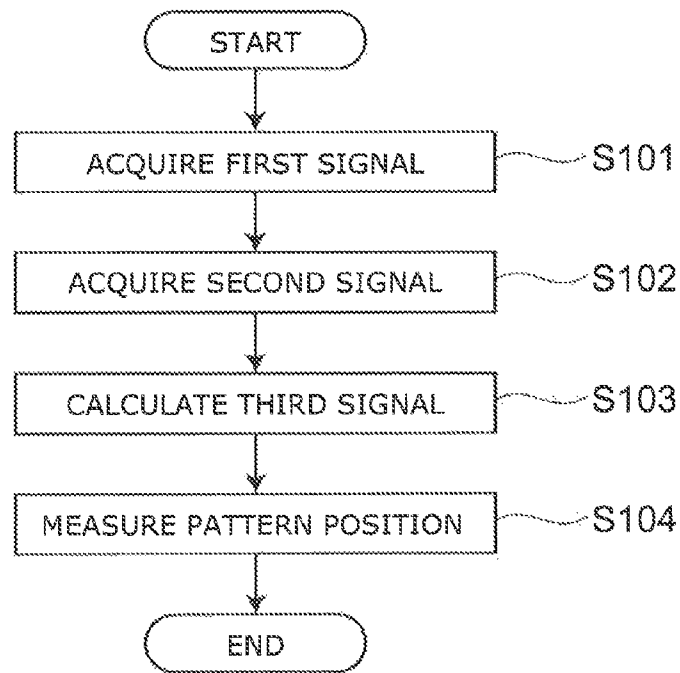 START
ACQUIRE FIRST SIGNAL S101
ACQUIRE SECOND SIGNAL S102
CALCULATE THIRD SIGNAL S103
MEASURE PATTERN POSITION S104
END